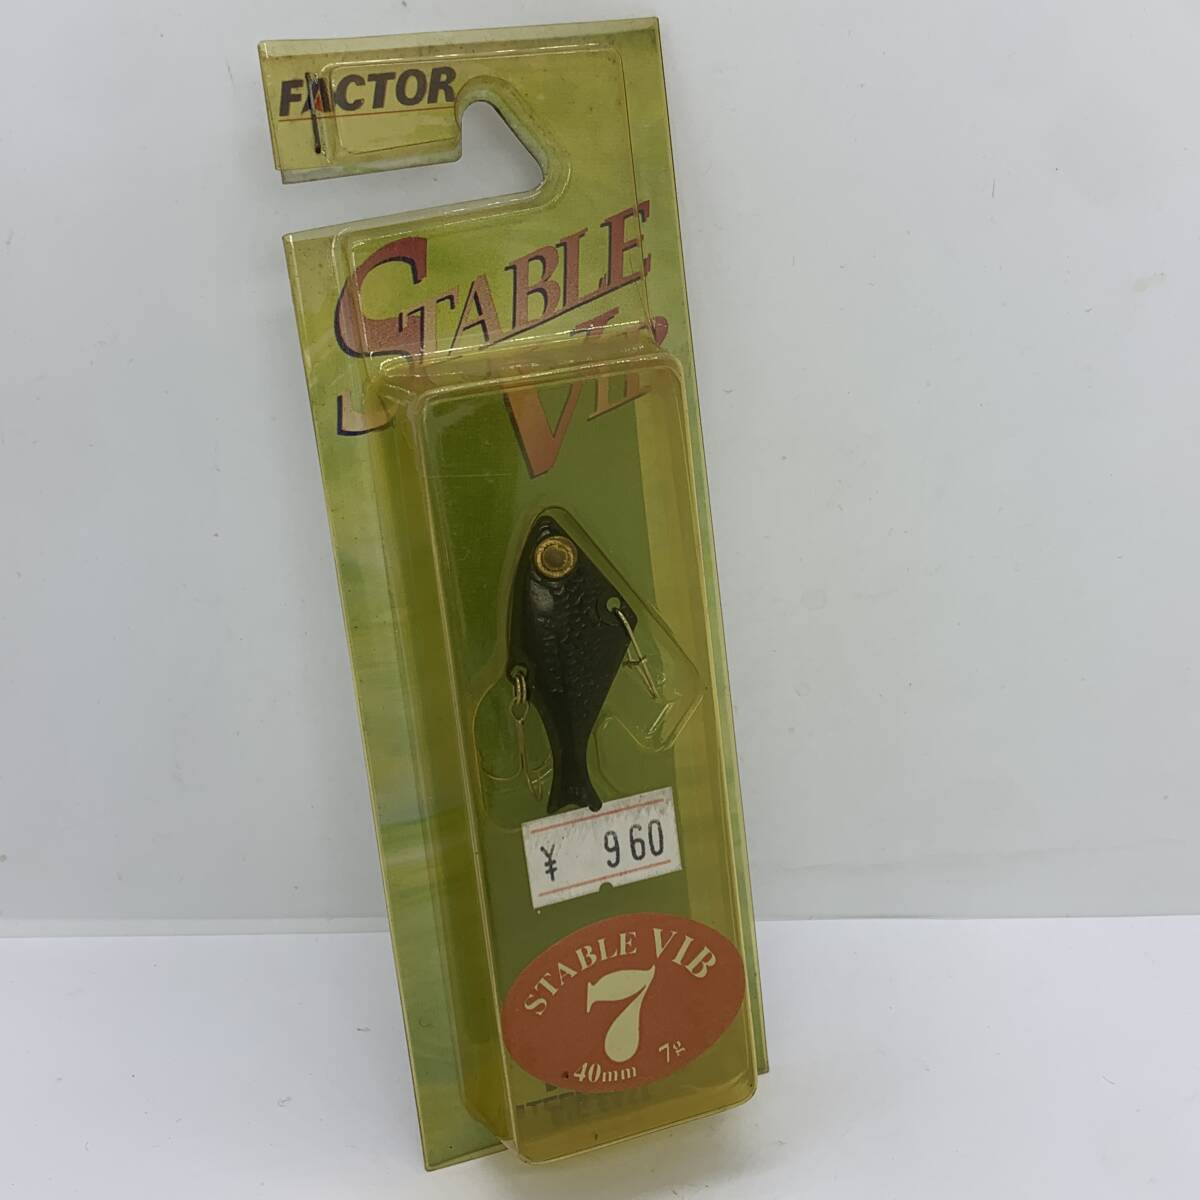 FACTOR
STABLE
VIB
¥ 960
STABLE VIB
7
40mm 7g